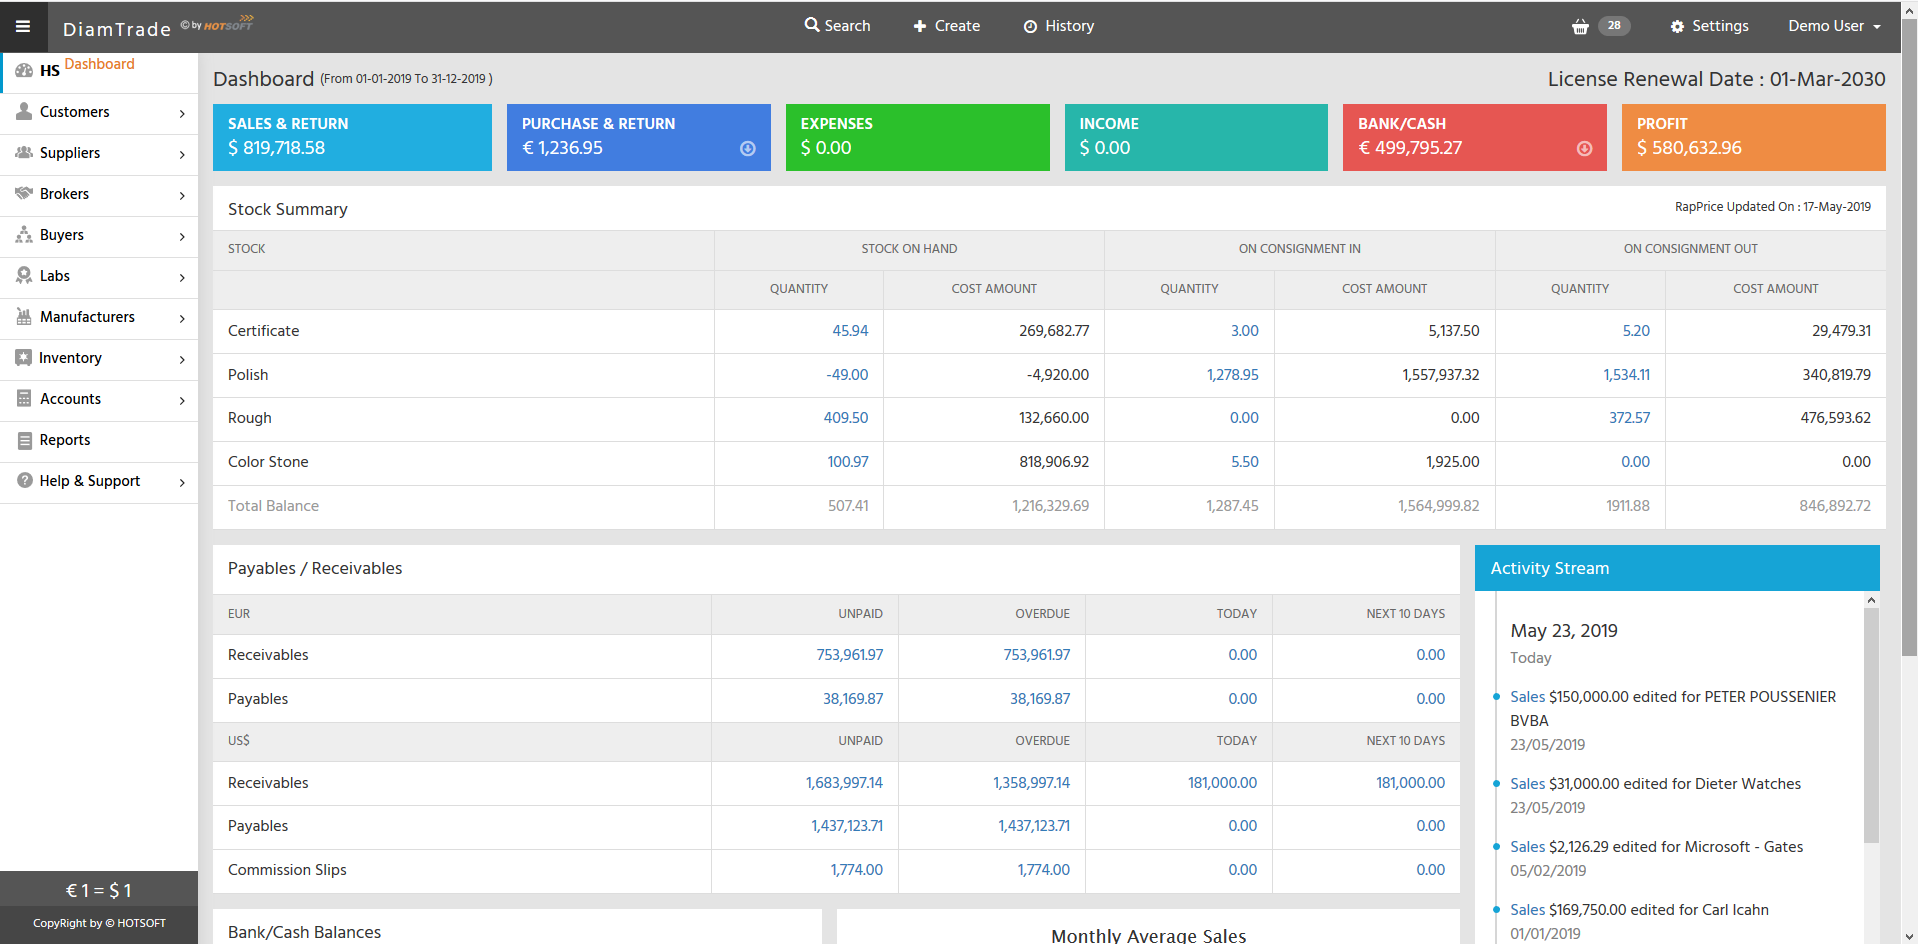 DiamTrade © by HOTSOFT
Search
Create
History
28
Settings
Demo User
HS Dashboard
Customers
Suppliers
Brokers
Buyers
Labs
Manufacturers
Inventory
Accounts
Reports
Help & Support
€ 1 = $ 1
CopyRight by © HOTSOFT
Dashboard (From 01-01-2019 To 31-12-2019 )
License Renewal Date : 01-Mar-2030
SALES & RETURN
$ 819,718.58
PURCHASE & RETURN
€ 1,236.95
EXPENSES
$ 0.00
INCOME
$ 0.00
BANK/CASH
€ 499,795.27
PROFIT
$ 580,632.96
Stock Summary
RapPrice Updated On : 17-May-2019
STOCK STOCK ON HAND ON CONSIGNMENT IN ON CONSIGNMENT OUT
QUANTITY COST AMOUNT QUANTITY COST AMOUNT QUANTITY COST AMOUNT
Certificate 45.94 269,682.77 3.00 5,137.50 5.20 29,479.31
Polish -49.00 -4,920.00 1,278.95 1,557,937.32 1,534.11 340,819.79
Rough 409.50 132,660.00 0.00 0.00 372.57 476,593.62
Color Stone 100.97 818,906.92 5.50 1,925.00 0.00 0.00
Total Balance 507.41 1,216,329.69 1,287.45 1,564,999.82 1911.88 846,892.72
Payables / Receivables
EUR UNPAID OVERDUE TODAY NEXT 10 DAYS
Receivables 753,961.97 753,961.97 0.00 0.00
Payables 38,169.87 38,169.87 0.00 0.00
US$ UNPAID OVERDUE TODAY NEXT 10 DAYS
Receivables 1,683,997.14 1,358,997.14 181,000.00 181,000.00
Payables 1,437,123.71 1,437,123.71 0.00 0.00
Commission Slips 1,774.00 1,774.00 0.00 0.00
Activity Stream
May 23, 2019
Today
Sales $150,000.00 edited for PETER POUSSENIER
BVBA
23/05/2019
Sales $31,000.00 edited for Dieter Watches
23/05/2019
Sales $2,126.29 edited for Microsoft - Gates
05/02/2019
Sales $169,750.00 edited for Carl Icahn
01/01/2019
Bank/Cash Balances
Monthly Average Sales